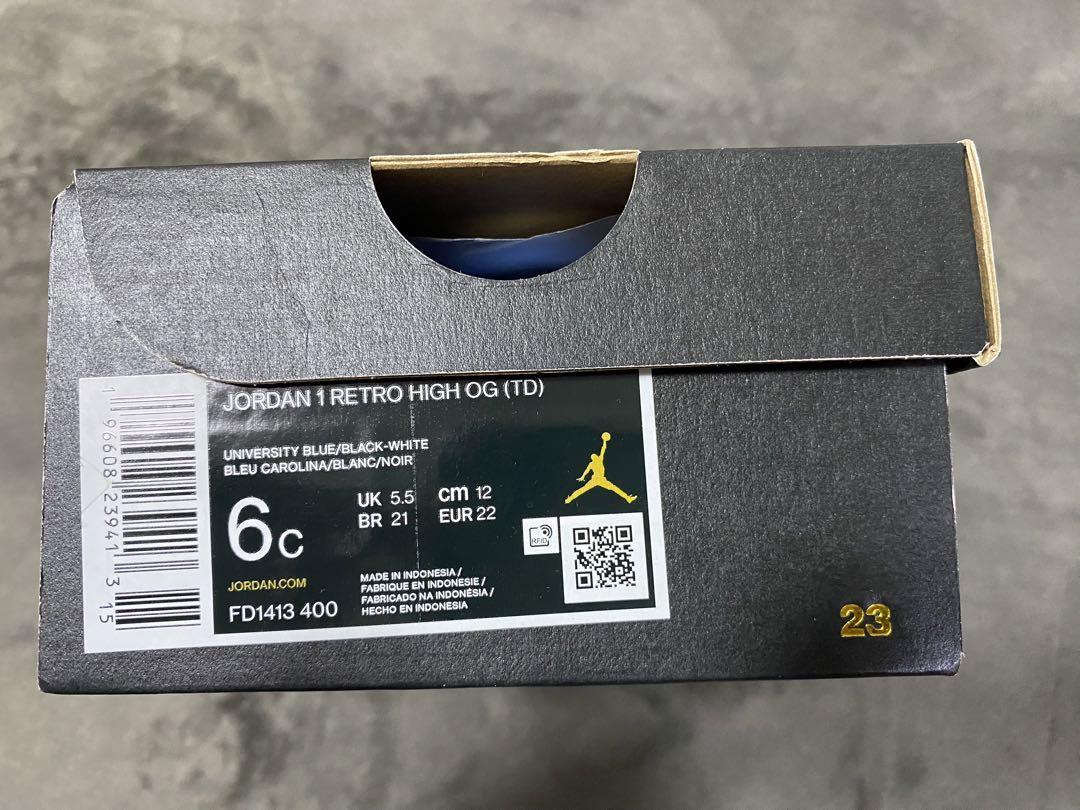 JORDAN 1 RETRO HIGH OG (TD)
UNIVERSITY BLUE/BLACK-WHITE
BLEU CAROLINA/BLANC/NOIR
6C
UK 5.5 cm 12
BR 21 EUR 22
RFID
JORDAN.COM
FD1413 400
MADE IN INDONESIA /
FABRIQUE EN INDONESIE /
FABRICADO NA INDONÉSIA /
HECHO EN INDONESIA
1 96608 23941 3 15
23